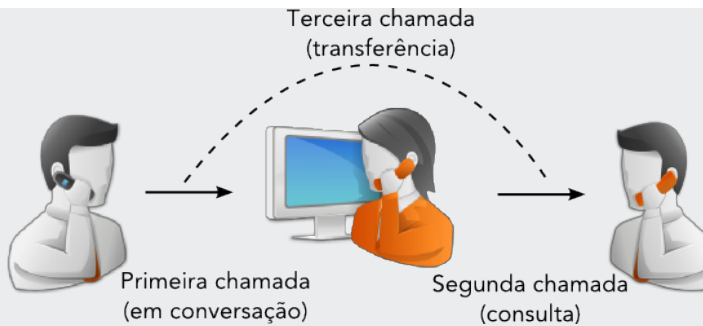 Terceira chamada
(transferência)
Primeira chamada
(em conversação)
Segunda chamada
(consulta)